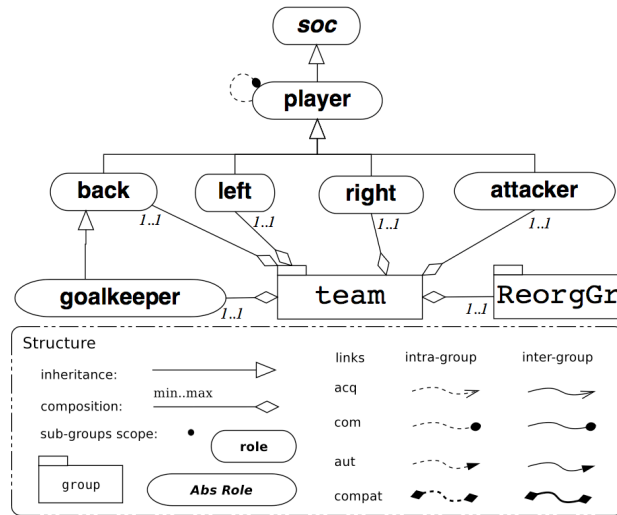 soc
player
back
left
right
attacker
1..1
1..1
1..1
1..1
goalkeeper
team
ReorgGr
1..1
1..1
Structure
inheritance:
composition:
min..max
sub-groups scope:
role
group
Abs Role
links intra-group inter-group
acq
com
aut
compat